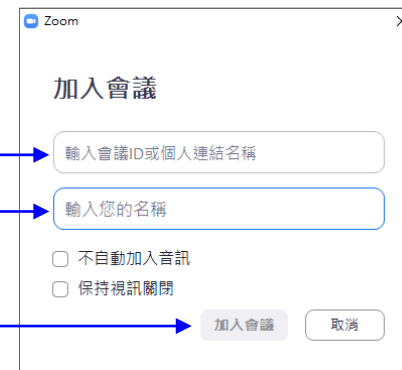 Zoom
加入會議
輸入會議ID或個人連結名稱
輸入您的名稱
不自動加入音訊
保持視訊關閉
加入會議 取消